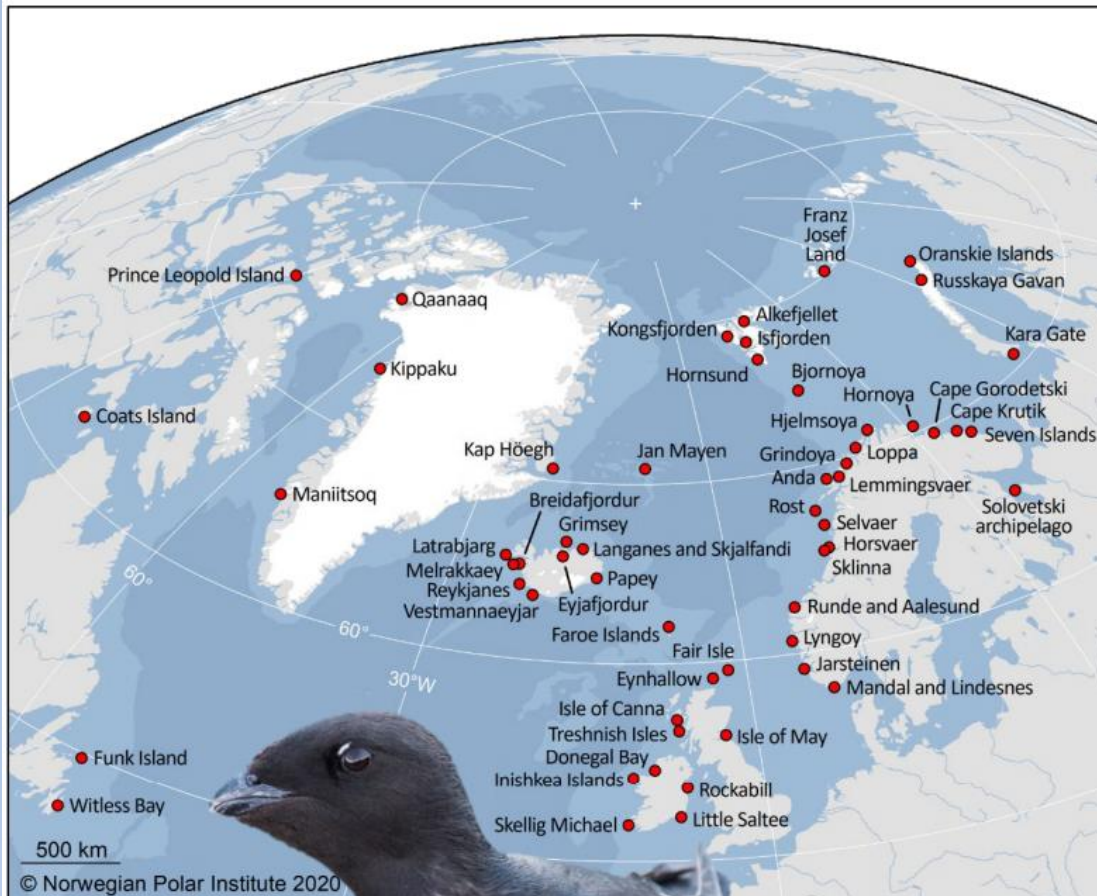 Franz
Josef
Land
Oranskie Islands
Prince Leopold Island
Russkaya Gavan
Qaanaaq
Alkefjellet
Kongsfjorden
Isfjorden
Kara Gate
Kippaku
Hornsund
Bjornoya
Cape Gorodetski
Hornoya
Cape Krutik
Coats Island
Hjelmsoya
Seven Islands
Loppa
Kap Höegh
Jan Mayen
Grindoya
Anda
Lemmingsvaer
Maniitsoq
Breidafjordur
Solovetski
archipelago
Rost
Grimsey
Selvaer
Latrabjarg
Langanes and Skjalfandi
Horsvaer
Melrakkaey
Sklinna
60°
Reykjanes
Papey
Vestmannaeyjar
Eyjafjordur
Runde and Aalesund
60°
Faroe Islands
Lyngoy
Fair Isle
30°W
Eynhallow
Jarsteinen
Mandal and Lindesnes
Isle of Canna
Treshnish Isles
Isle of May
Funk Island
Donegal Bay
Inishkea Islands
Rockabill
Witless Bay
Skellig Michael
Little Saltee
500 km
© Norwegian Polar Institute 2020